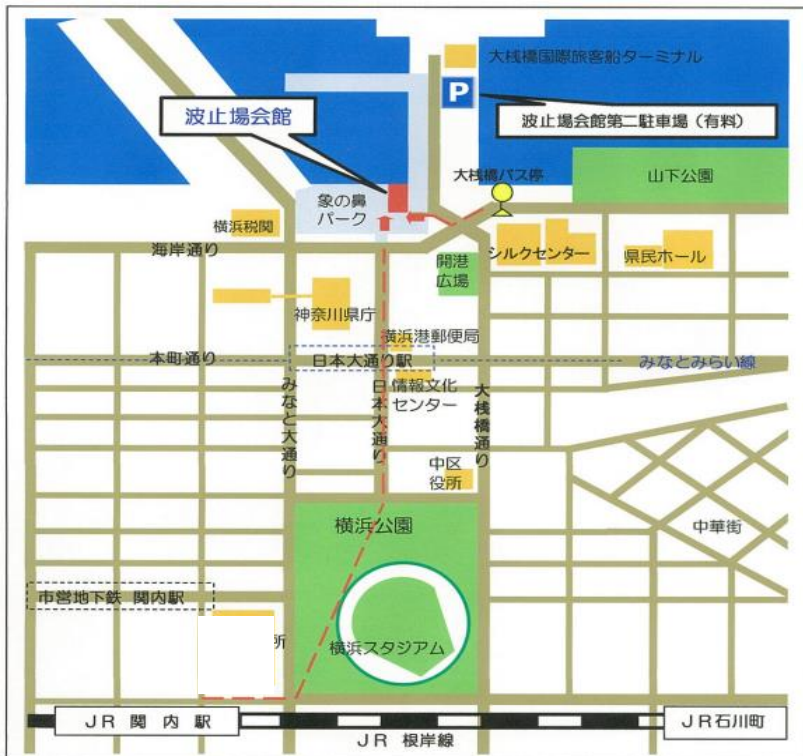 大桟橋国際旅客船ターミナル
P
波止場会館
波止場会館第二駐車場(有料)
大桟橋バス停
山下公園
象の鼻
パーク
横浜税関
海岸通り
シルクセンター
県民ホール
開港
広場
神奈川県庁
横浜港郵便局
本町通り
日本大通り駅
みなとみらい線
情報文化
センター
みなと大通り
日本大通り
大桟橋通り
中区
役所
横浜公園
中華街
市営地下鉄 関内駅
所
横浜スタジアム
JR 関内駅
JR石川町
JR 根岸線